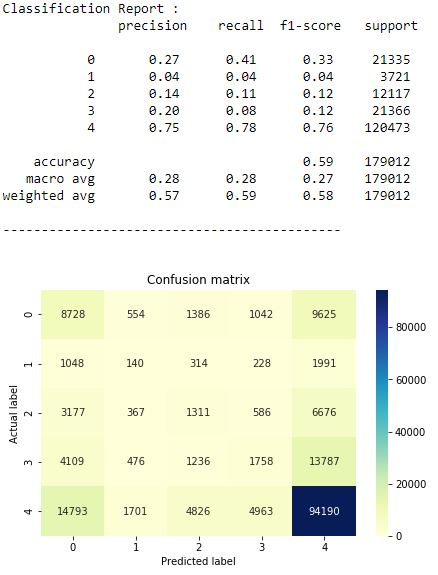 Classification Report :
precision recall f1-score support
0 0.27 0.41 0.33 21335
1 0.04 0.04 0.04 3721
2 0.14 0.11 0.12 12117
3 0.20 0.08 0.12 21366
4 0.75 0.78 0.76 120473
accuracy 0.59 179012
macro avg 0.28 0.28 0.27 179012
weighted avg 0.57 0.59 0.58 179012
-------------------------------------------
Confusion matrix
0 8728 554 1386 1042 9625
1 1048 140 314 228 1991
2 3177 367 1311 586 6676
3 4109 476 1236 1758 13787
4 14793 1701 4826 4963 94190
0 1 2 3 4
Predicted label
Actual label
80000
60000
40000
20000
0